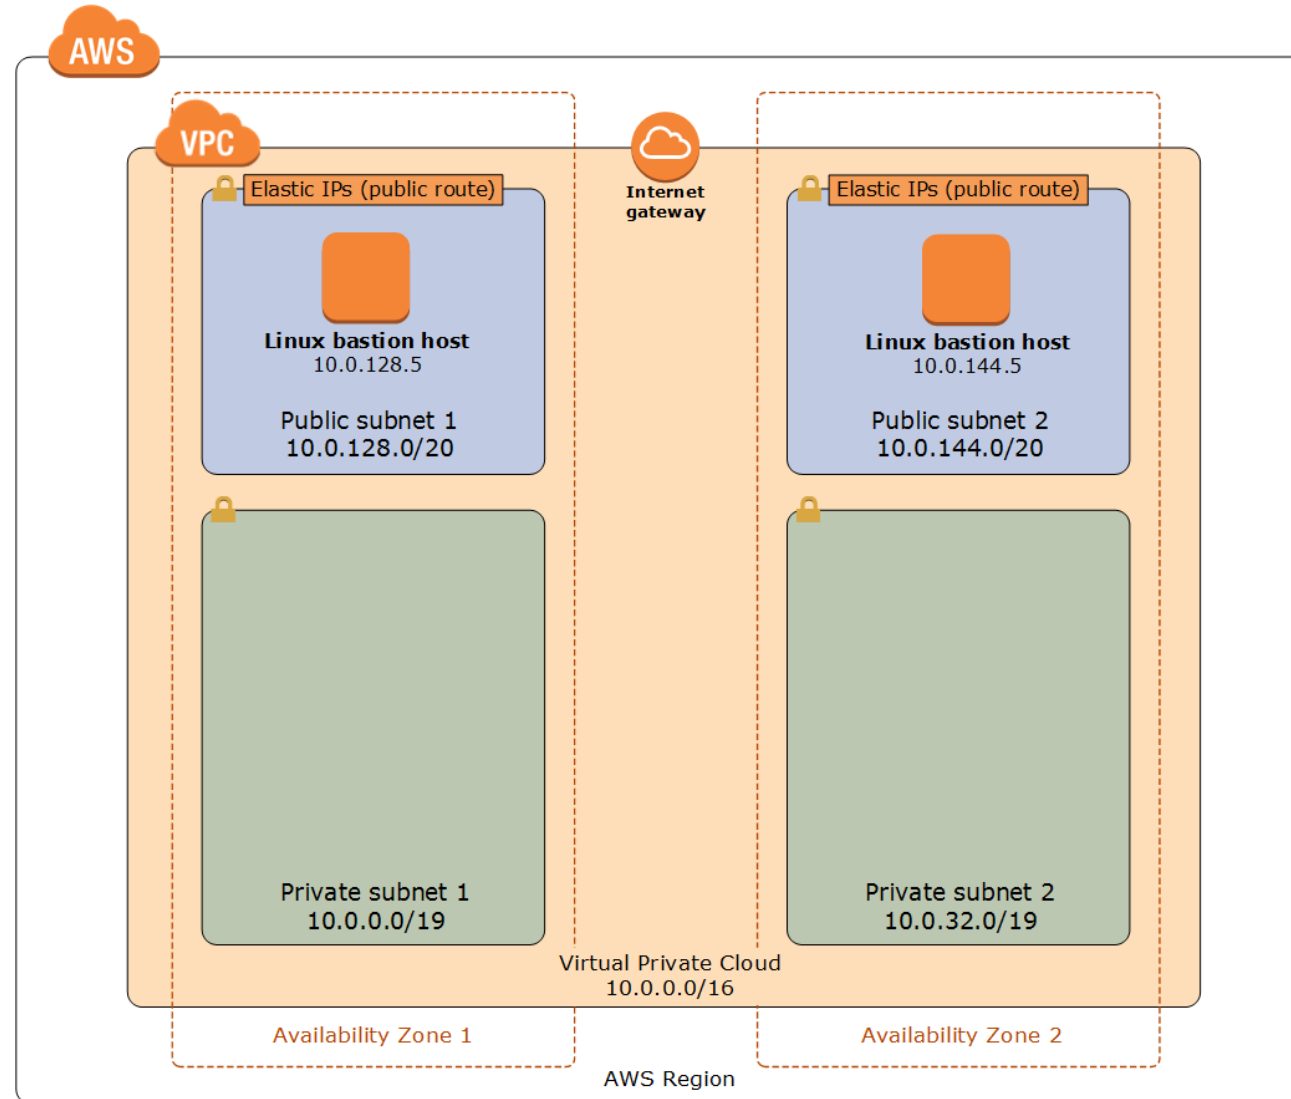 AWS
VPC
Elastic IPs (public route)
Linux bastion host
10.0.128.5
Public subnet 1
10.0.128.0/20
Internet
gateway
Elastic IPs (public route)
Linux bastion host
10.0.144.5
Public subnet 2
10.0.144.0/20
Private subnet 1
10.0.0.0/19
Private subnet 2
10.0.32.0/19
Virtual Private Cloud
10.0.0.0/16
Availability Zone 1
Availability Zone 2
AWS Region